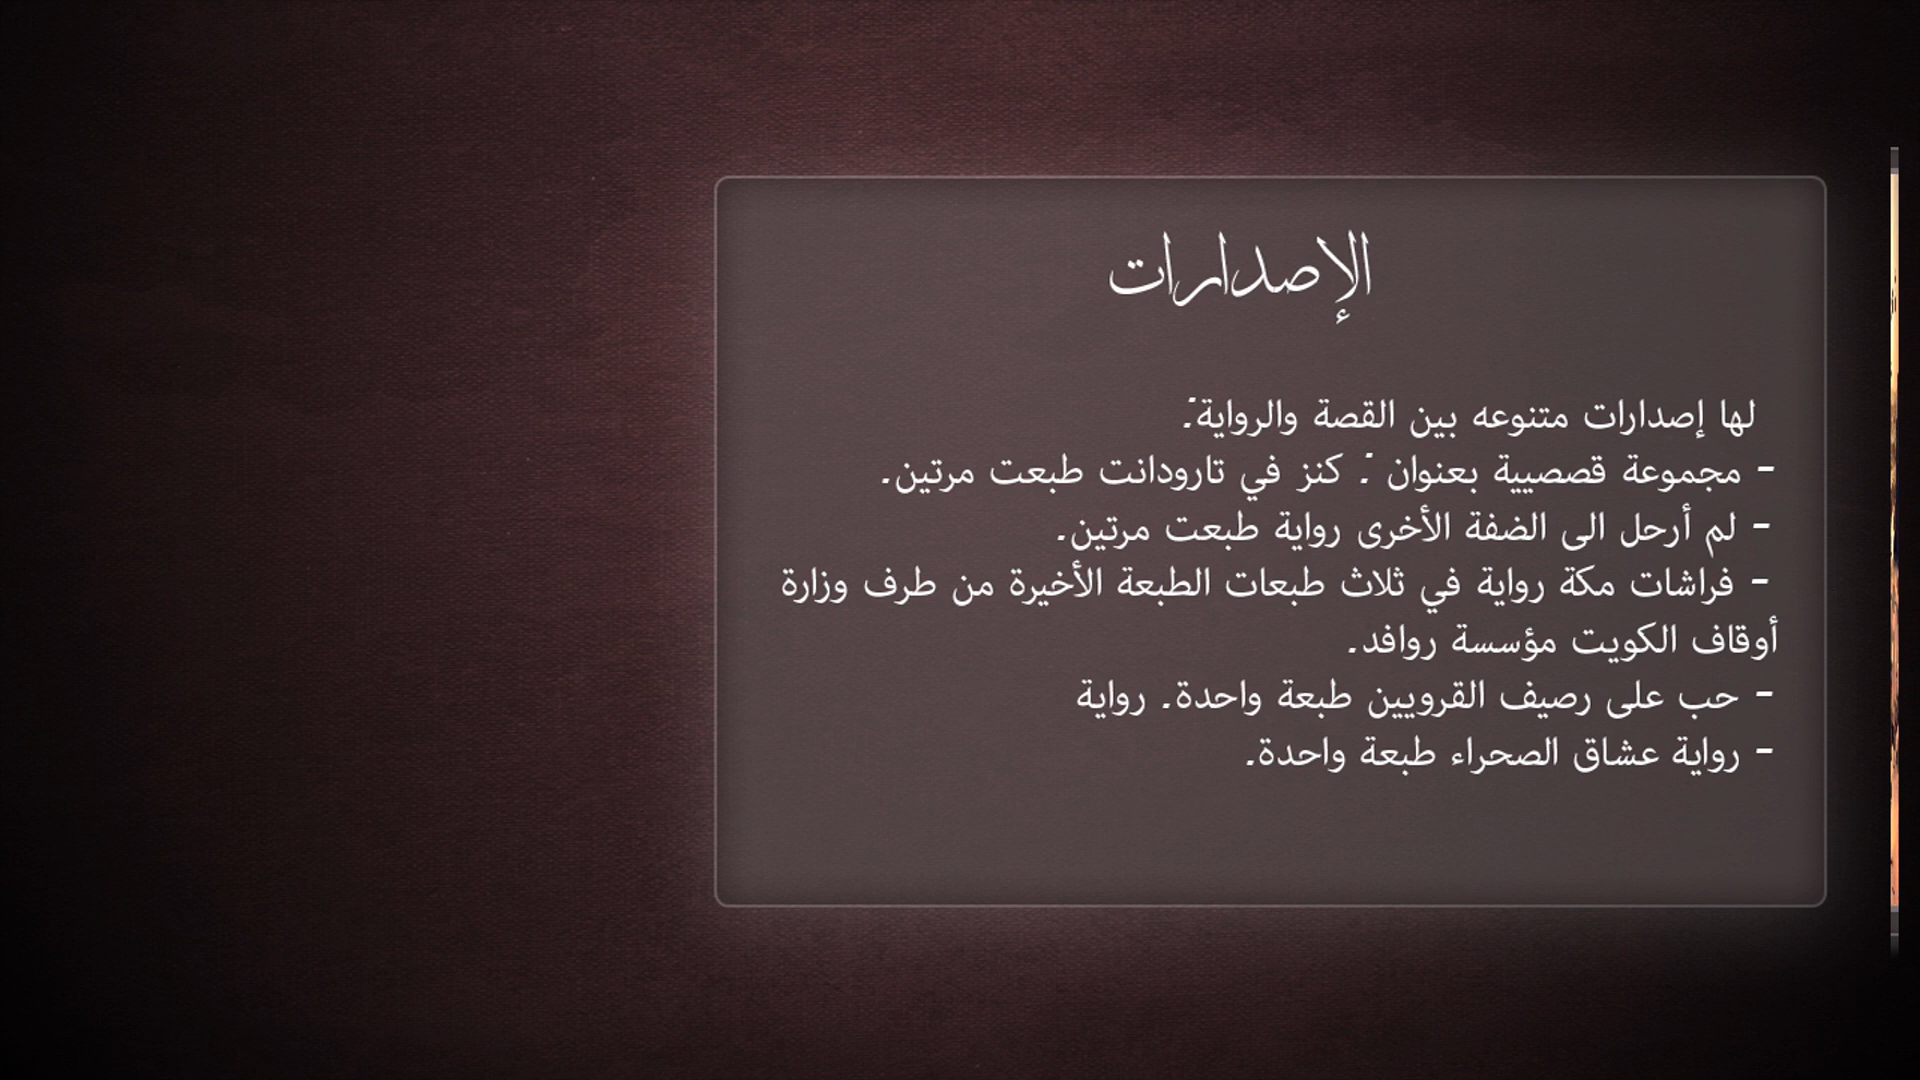 الإصدارات
لها إصدارات متنوعه بين القصة والرواية:
- مجموعة قصصيية بعنوان : كنز في تارودانت طبعت مرتين.
- لم أرحل الى الضفة الأخرى رواية طبعت مرتين.
- فراشات مكة رواية في ثلاث طبعات الطبعة الأخيرة من طرف وزارة
أوقاف الكويت مؤسسة روافد.
- حب على رصيف القرويين طبعة واحدة. رواية
- رواية عشاق الصحراء طبعة واحدة.